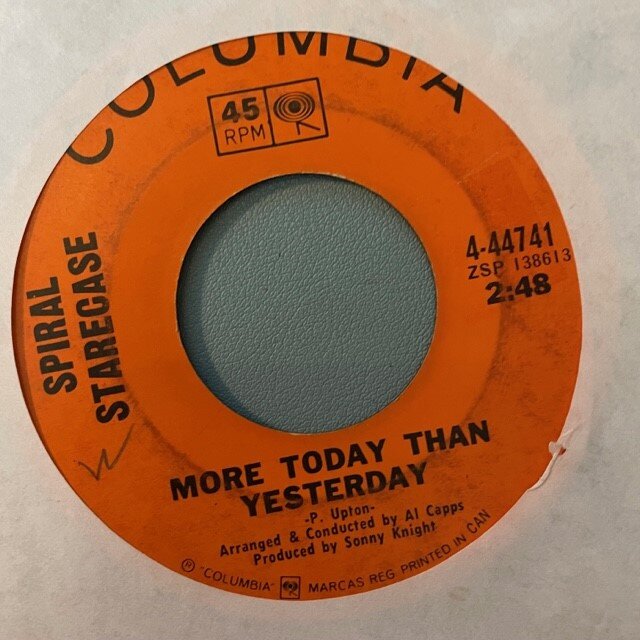 COLUMBIA
45
RPM
SPIRAL
STARECASE
4-44741
ZSP 138613
2:48
MORE TODAY THAN
YESTERDAY
-P. Upton-
Arranged & Conducted by Al Capps
Produced by Sonny Knight
® "COLUMBIA" MARCAS REG. PRINTED IN CAN